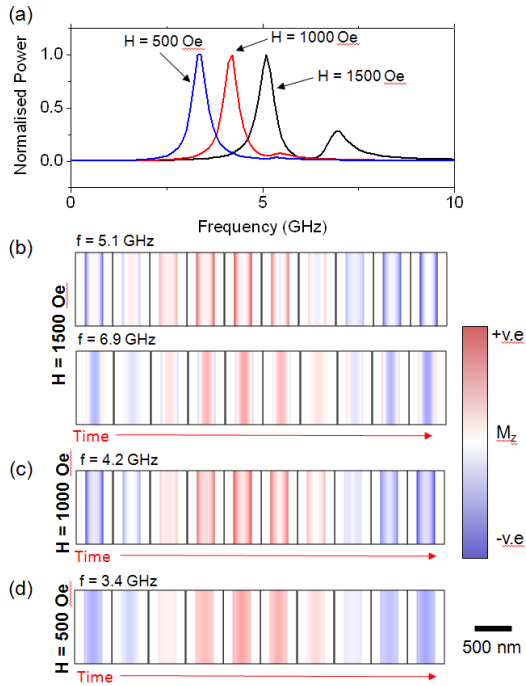 (a)
H = 500 Oe
H = 1000 Oe
H = 1500 Oe
Normalised Power
1.0
0.5
0.0
0
5
10
Frequency (GHz)
(b)
f = 5.1 GHz
H = 1500 Oe
f = 6.9 GHz
Time
(c)
f = 4.2 GHz
H = 1000 Oe
Time
(d)
f = 3.4 GHz
H = 500 Oe
Time
+v.e
Mz
-v.e
500 nm